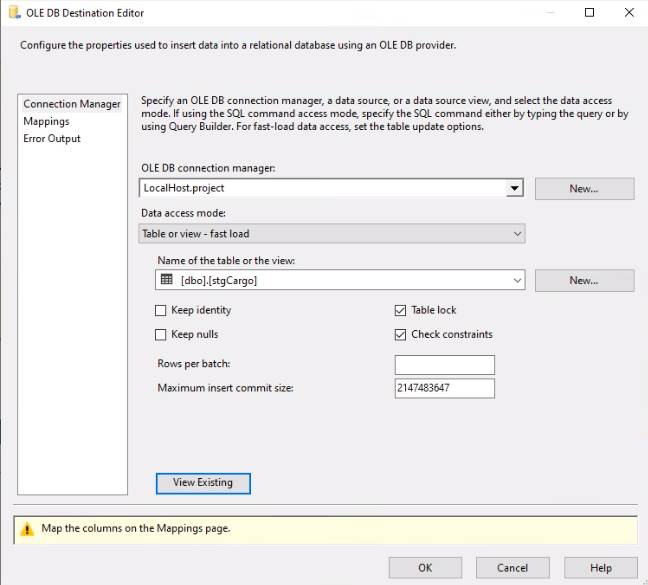 OLE DB Destination Editor
Configure the properties used to insert data into a relational database using an OLE DB provider.
Connection Manager
Mappings
Error Output
Specify an OLE DB connection manager, a data source, or a data source view, and select the data access
mode. If using the SQL command access mode, specify the SQL command either by typing the query or by
using Query Builder. For fast-load data access, set the table update options.
OLE DB connection manager:
LocalHost.project
New...
Data access mode:
Table or view - fast load
Name of the table or the view:
[dbo].[stgCargo]
New...
Keep identity
Table lock
Keep nulls
Check constraints
Rows per batch:
Maximum insert commit size:
2147483647
View Existing
Map the columns on the Mappings page.
OK
Cancel
Help